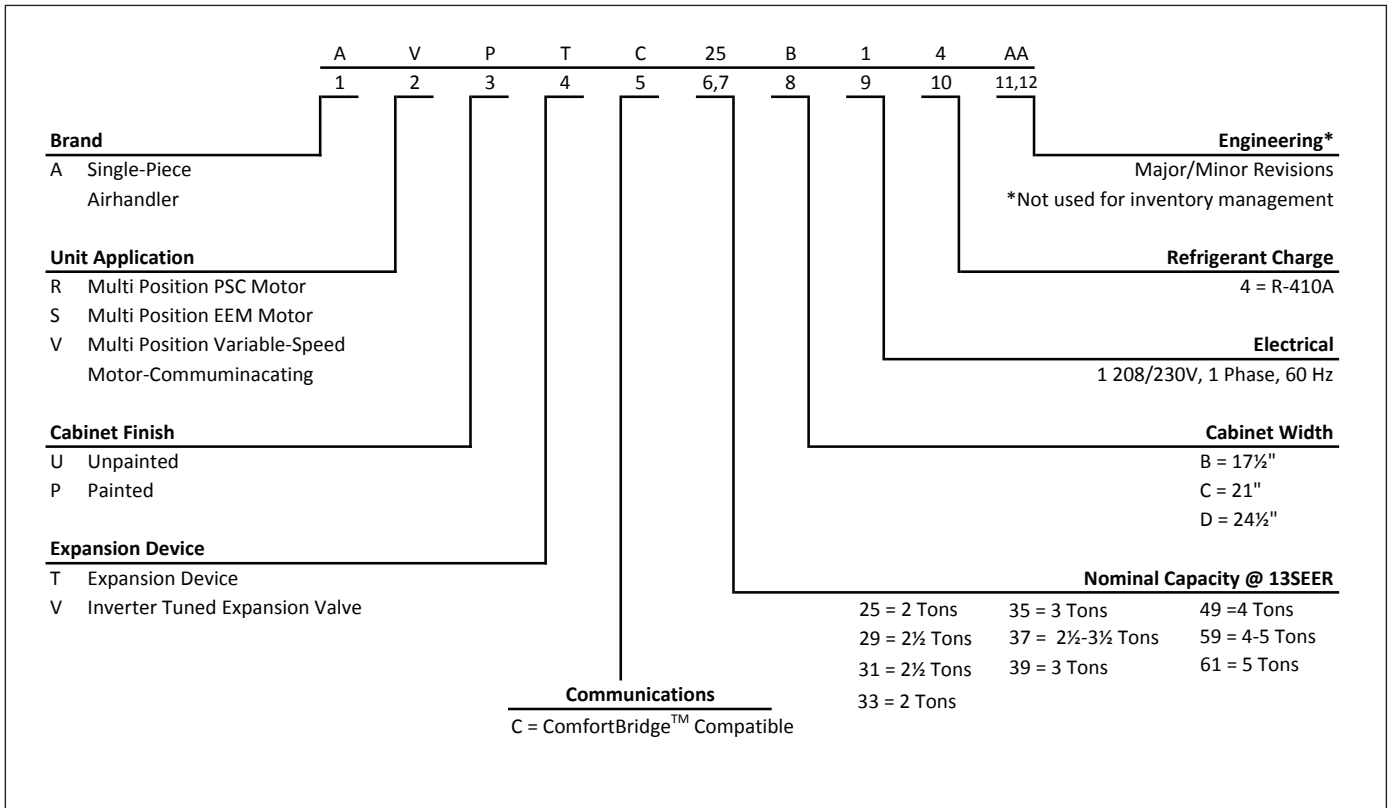 A V P T C 25 B 1 4 AA
1 2 3 4 5 6,7 8 9 10 11,12
Brand
A Single-Piece
Airhandler
Unit Application
R Multi Position PSC Motor
S Multi Position EEM Motor
V Multi Position Variable-Speed
Motor-Commuminacating
Cabinet Finish
U Unpainted
P Painted
Expansion Device
T Expansion Device
V Inverter Tuned Expansion Valve
Communications
C = ComfortBridge™ Compatible
Engineering*
Major/Minor Revisions
*Not used for inventory management
Refrigerant Charge
4 = R-410A
Electrical
1 208/230V, 1 Phase, 60 Hz
Cabinet Width
B = 17½"
C = 21"
D = 24½"
Nominal Capacity @ 13SEER
25 = 2 Tons 35 = 3 Tons 49 =4 Tons
29 = 2½ Tons 37 = 2½-3½ Tons 59 = 4-5 Tons
31 = 2½ Tons 39 = 3 Tons 61 = 5 Tons
33 = 2 Tons